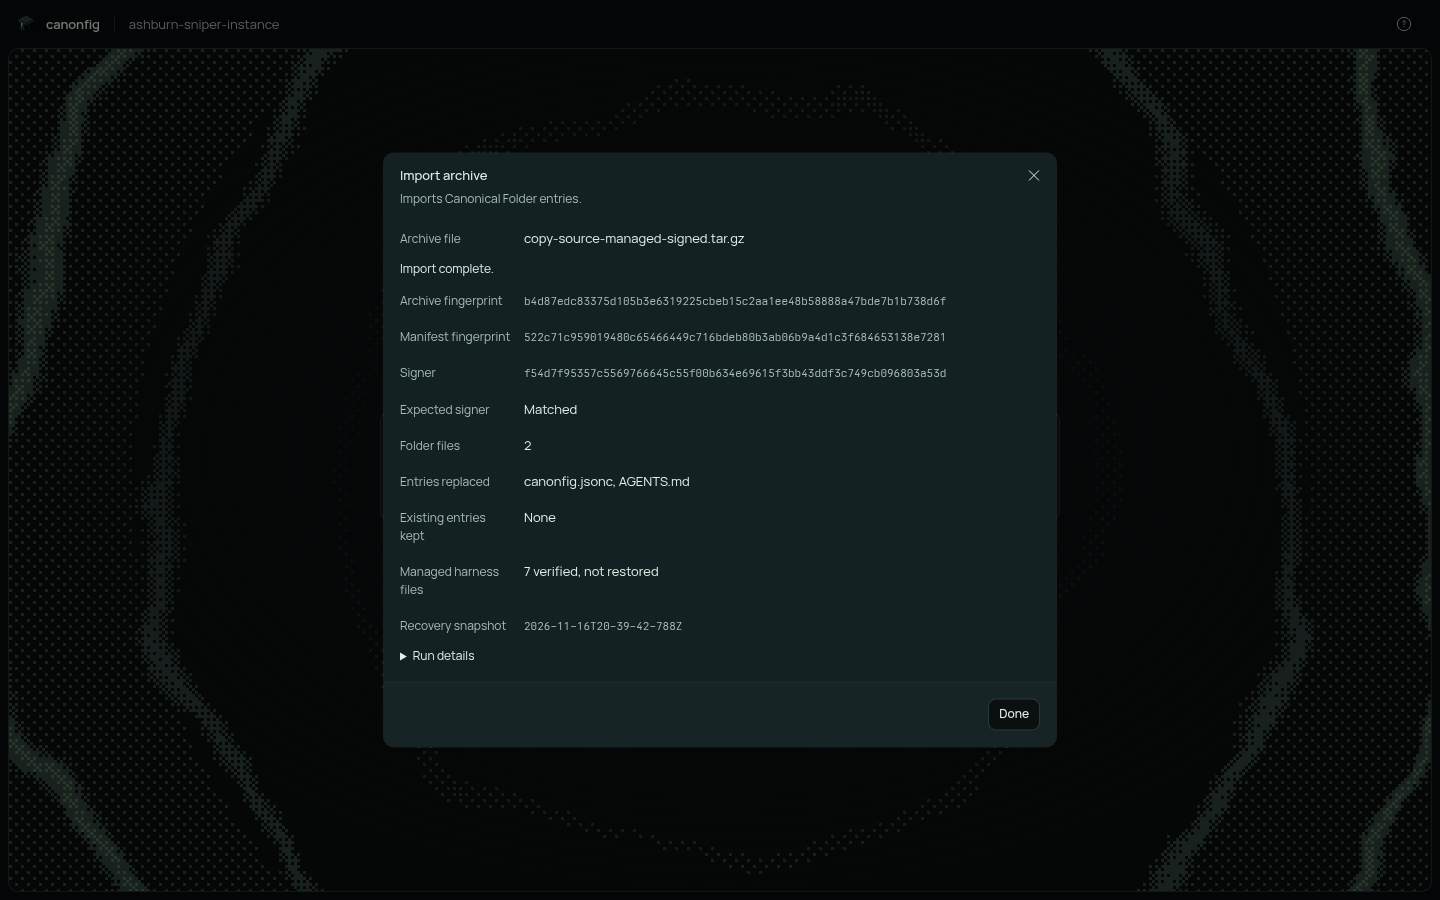 canonfig
ashburn-sniper-instance
Import archive
Imports Canonical Folder entries.
Archive file copy-source-managed-signed.tar.gz
Import complete.
Archive fingerprint b4d87edc83375d105b3e6319225cbeb15c2aa1ee48b58888a47bde7b1b738d6f
Manifest fingerprint 522c71c959019480c65466449c716bdeb80b3ab06b9a4d1c3f684653138e7281
Signer f54d7f95357c5569766645c55f00b634e69615f3bb43ddf3c749cb096803a53d
Expected signer Matched
Folder files 2
Entries replaced canonfig.jsonc, AGENTS.md
Existing entries None
kept
Managed harness 7 verified, not restored
files
Recovery snapshot 2026-11-16T20-39-42-788Z
Run details
Done